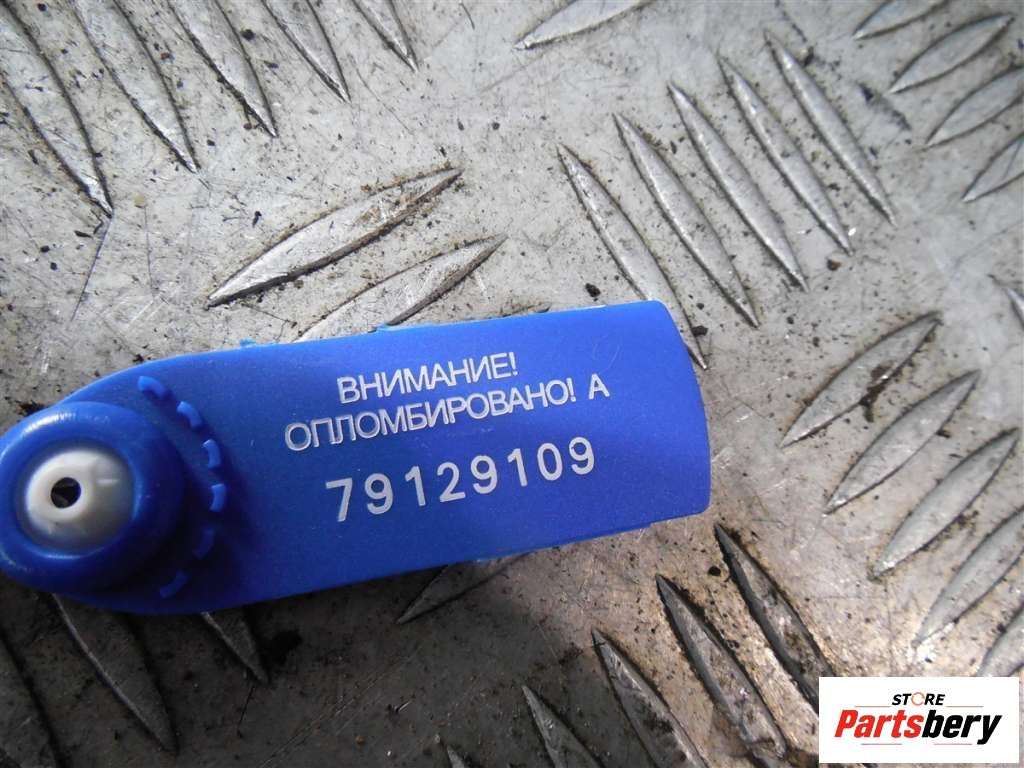 ВНИМАНИЕ!
ОПЛОМБИРОВАНО! А
79129109
STORE
Partsbery